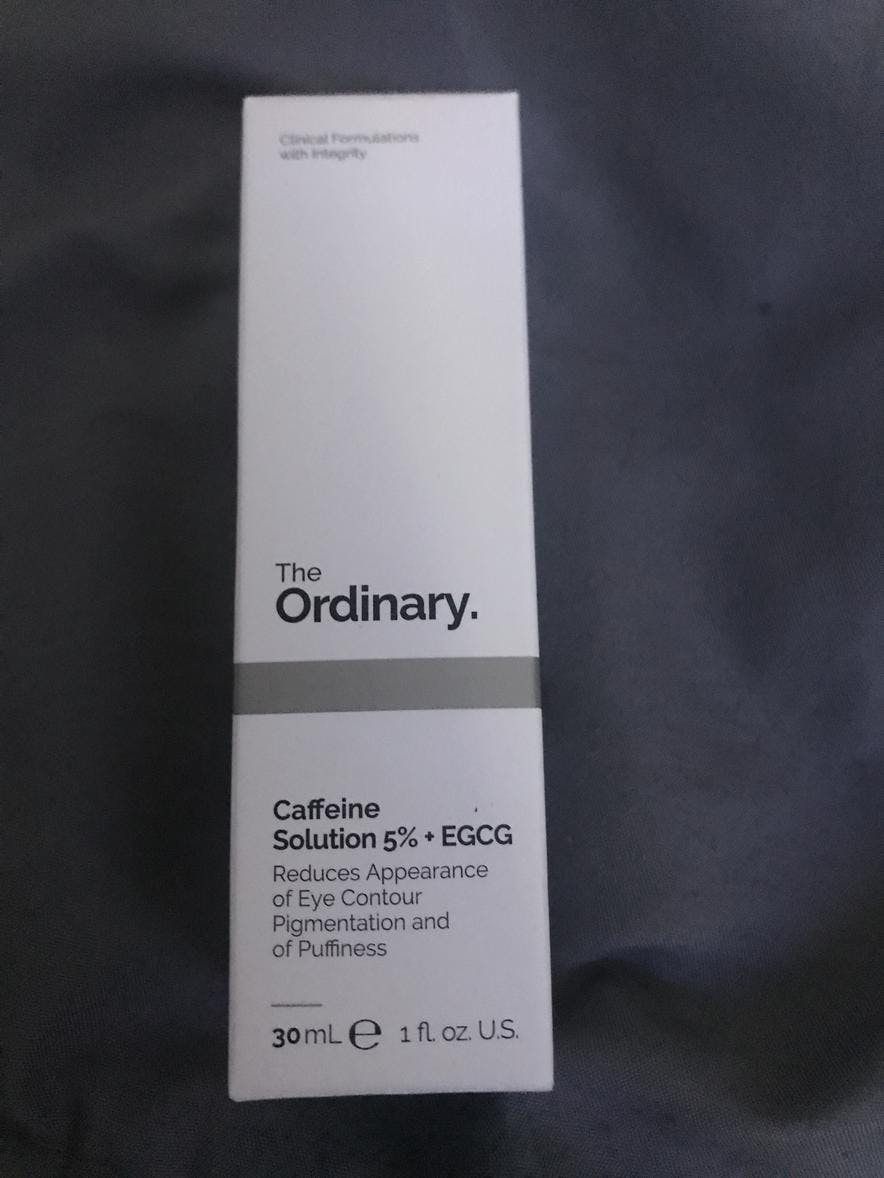 Clinical Formulations
with Integrity
The
Ordinary.
Caffeine
Solution 5% + EGCG
Reduces Appearance
of Eye Contour
Pigmentation and
of Puffiness
30 mL ℮ 1 fl. oz. U.S.